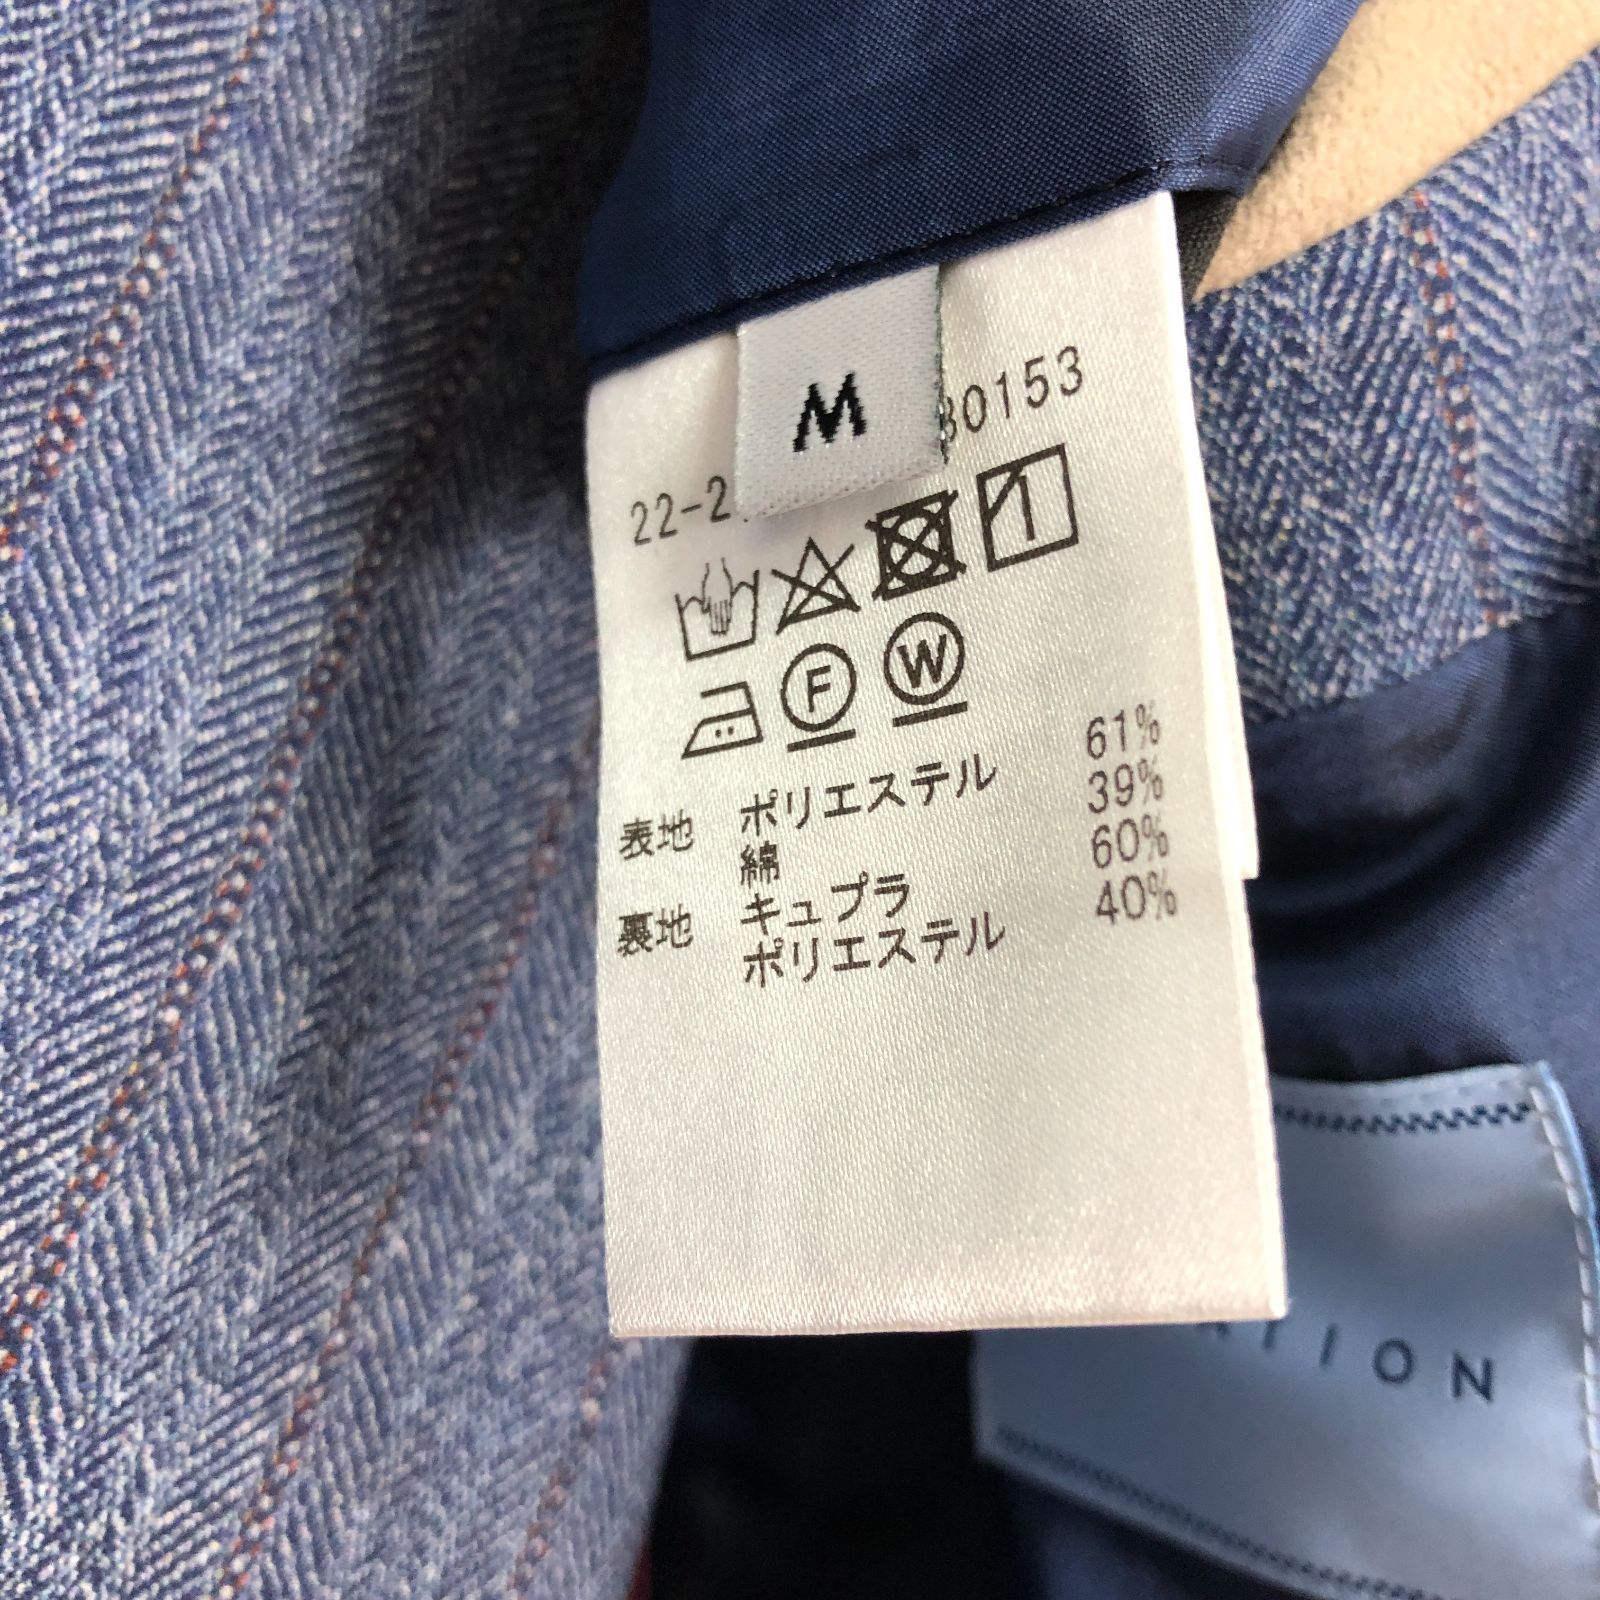 M
22-2
30153
F W
表地 ポリエステル 61%
綿 39%
裏地 キュプラ 60%
ポリエステル 40%
ATION